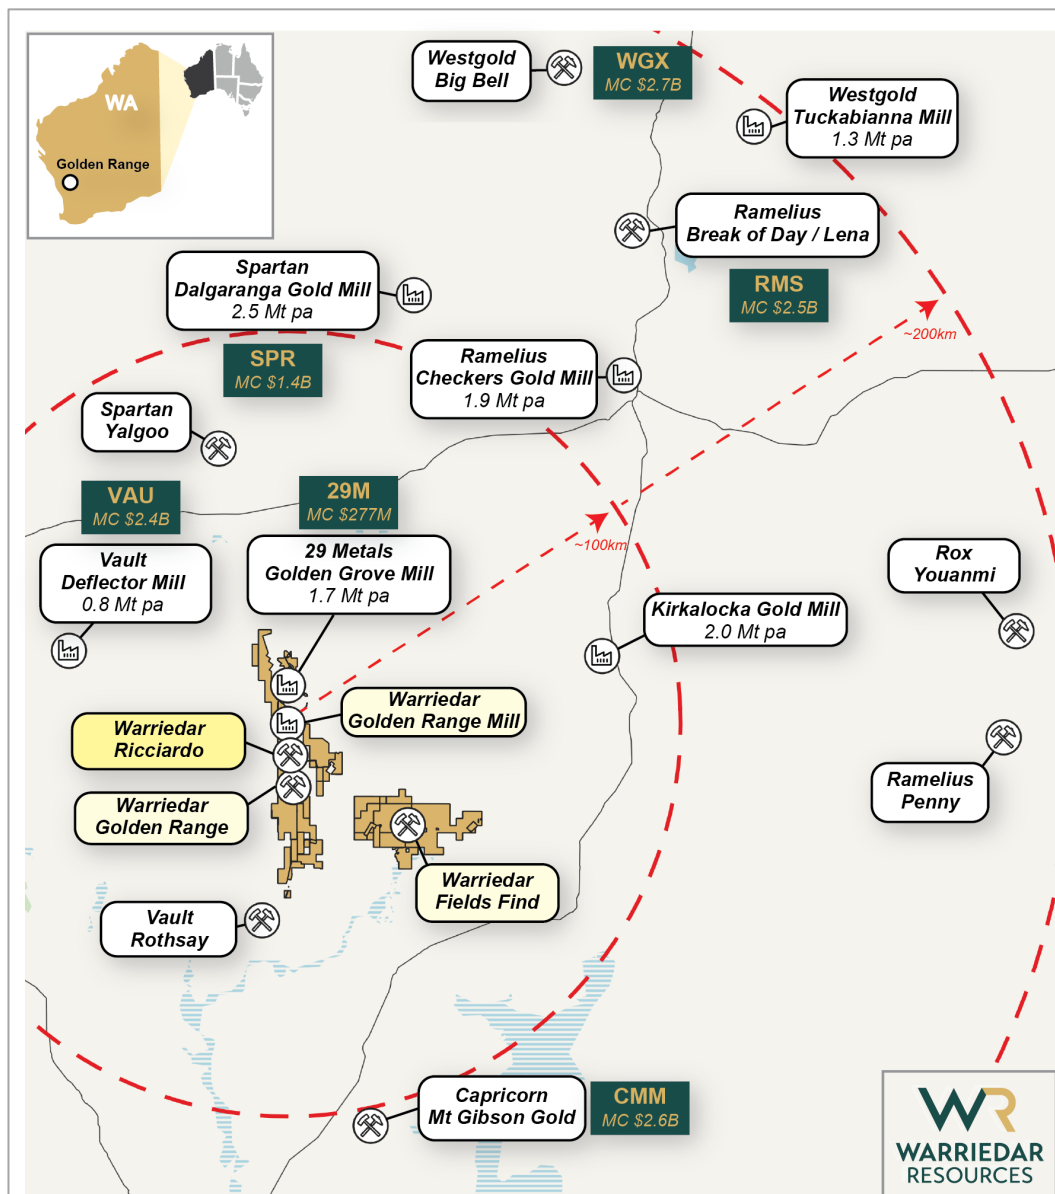 WA
Golden Range
Westgold
Big Bell
WGX
MC $2.7B
Westgold
Tuckabianna Mill
1.3 Mt pa
Ramelius
Break of Day / Lena
RMS
MC $2.5B
~200km
Spartan
Dalgaranga Gold Mill
2.5 Mt pa
SPR
MC $1.4B
Ramelius
Checkers Gold Mill
1.9 Mt pa
Spartan
Yalgoo
VAU
MC $2.4B
29M
MC $277M
~100km
Vault
Deflector Mill
0.8 Mt pa
29 Metals
Golden Grove Mill
1.7 Mt pa
Rox
Youanmi
Kirkalocka Gold Mill
2.0 Mt pa
Warriedar
Golden Range Mill
Warriedar
Ricciardo
Warriedar
Golden Range
Ramelius
Penny
Warriedar
Fields Find
Vault
Rothsay
Capricorn
Mt Gibson Gold
CMM
MC $2.6B
WR
WARRIEDAR
RESOURCES